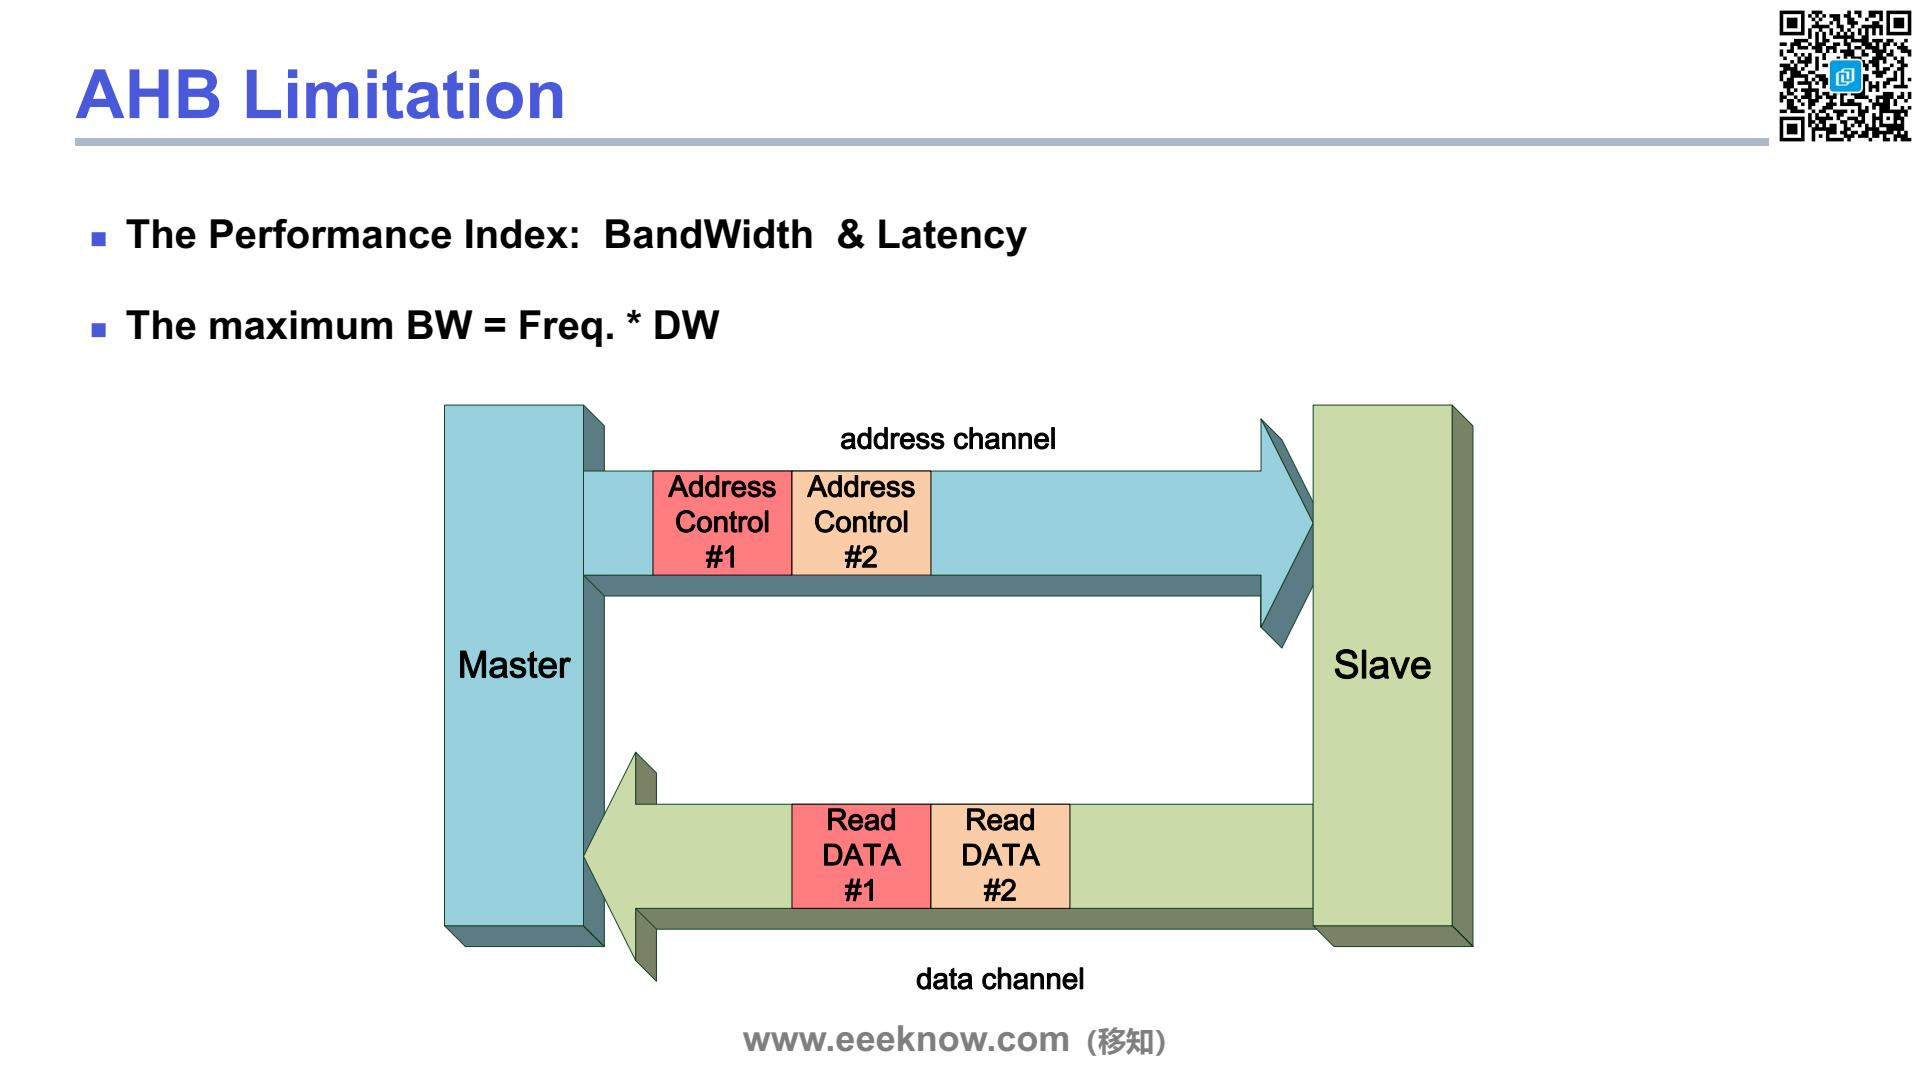 AHB Limitation
The Performance Index: BandWidth & Latency
The maximum BW = Freq. * DW
address channel
Address
Control
#1
Address
Control
#2
Master
Slave
Read
DATA
#1
Read
DATA
#2
data channel
www.eeeknow.com (移知)